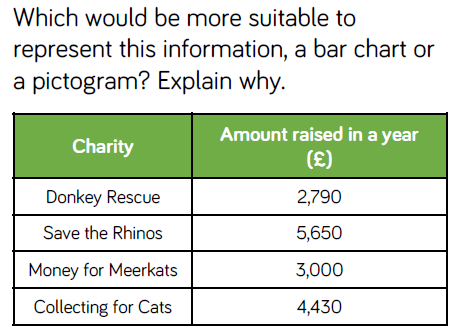 Which would be more suitable to
represent this information, a bar chart or
a pictogram? Explain why.
Charity
Amount raised in a year
(£)
Donkey Rescue
2,790
Save the Rhinos
5,650
Money for Meerkats
3,000
Collecting for Cats
4,430